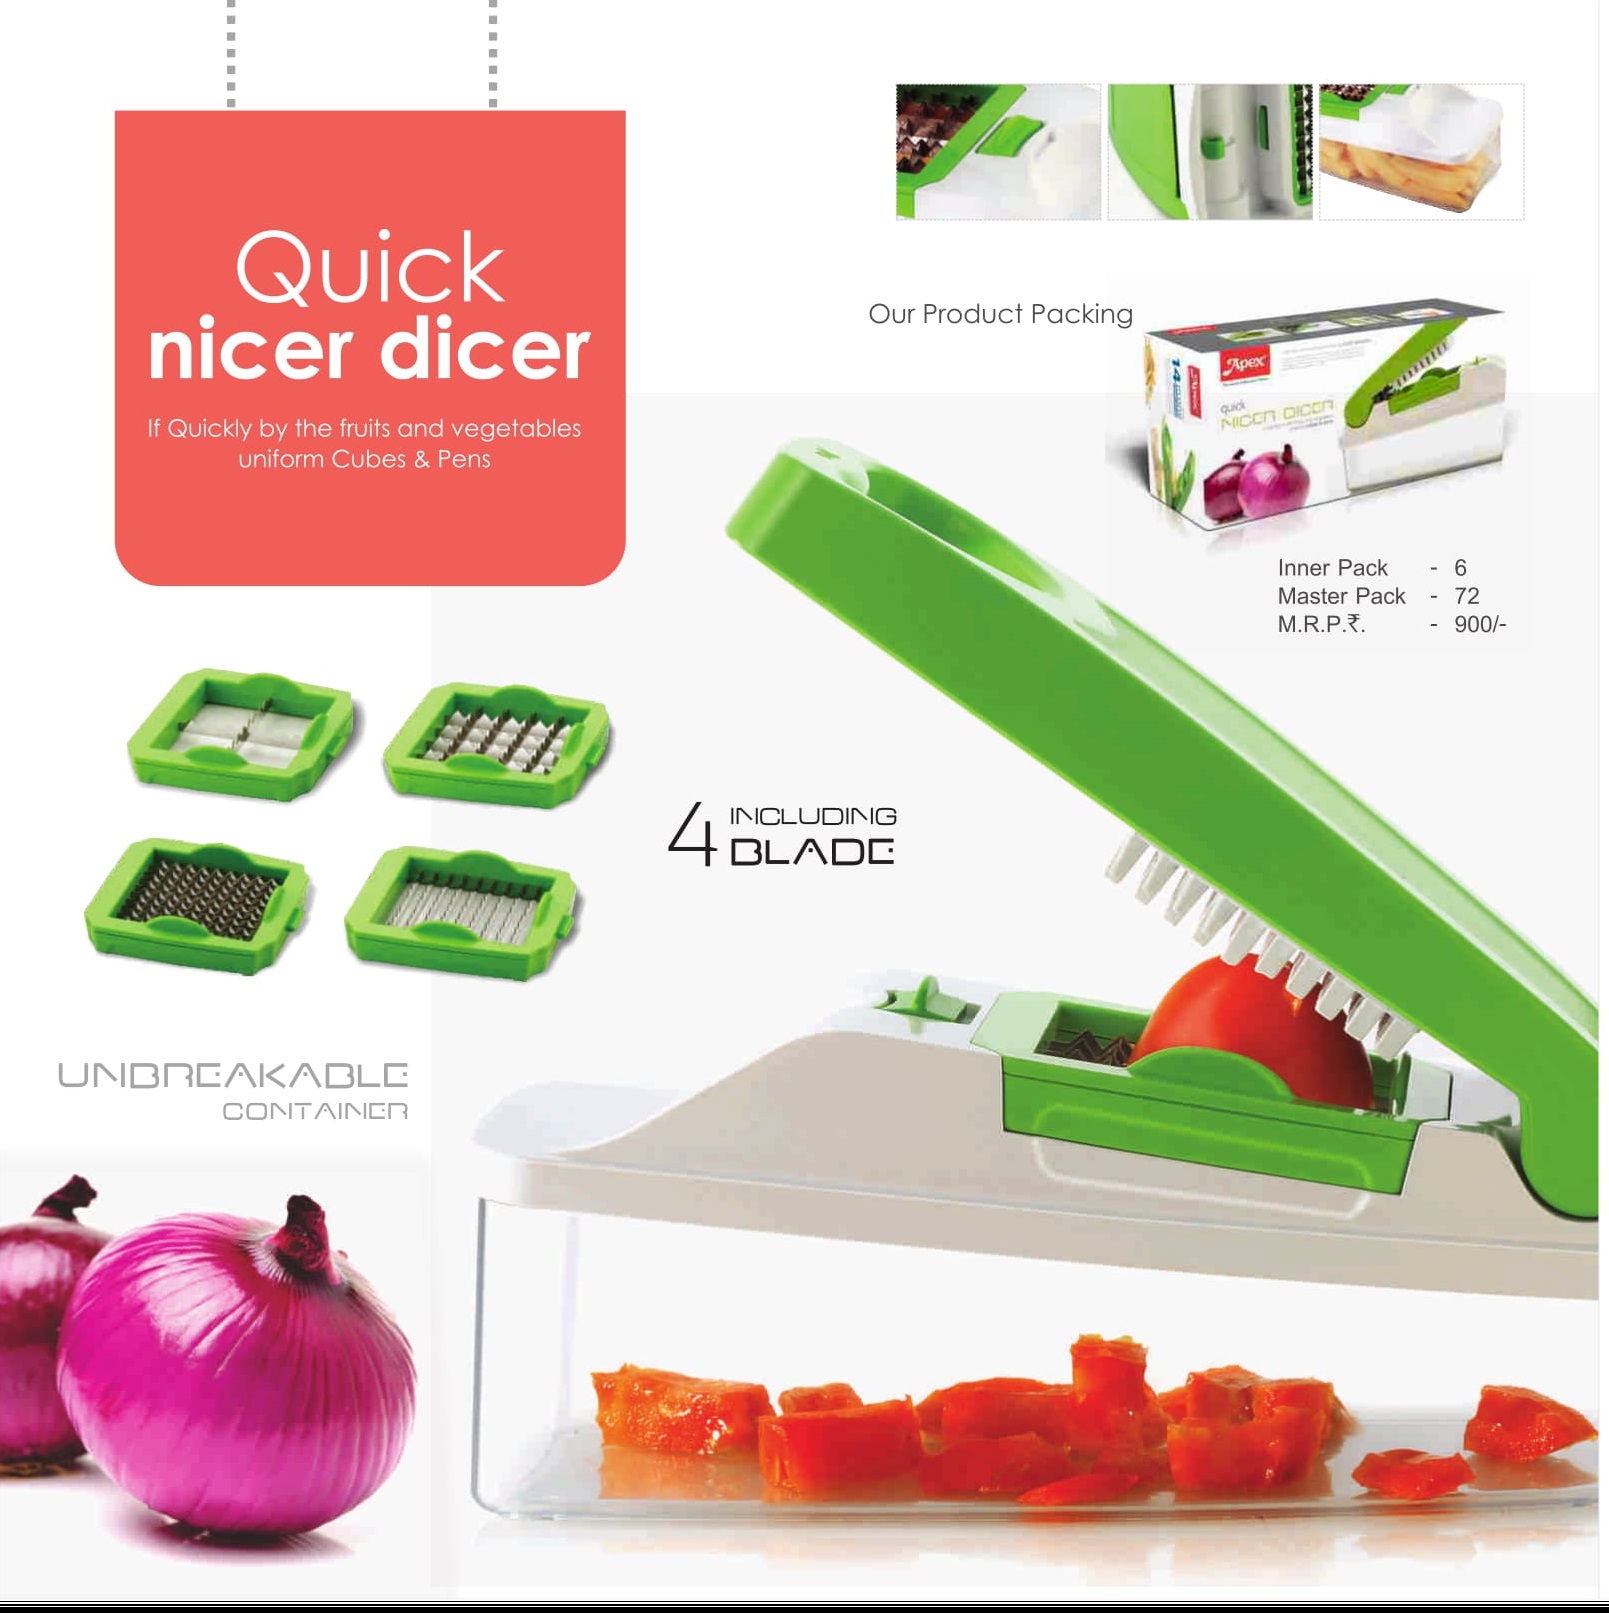 Quick
nicer dicer
If Quickly by the fruits and vegetables
uniform Cubes & Pens
Our Product Packing
Apex
quick
NICER DICER
14
Inner Pack - 6
Master Pack - 72
M.R.P.₹. - 900/-
4 INCLUDING
BLADE
UNBREAKABLE
CONTAINER